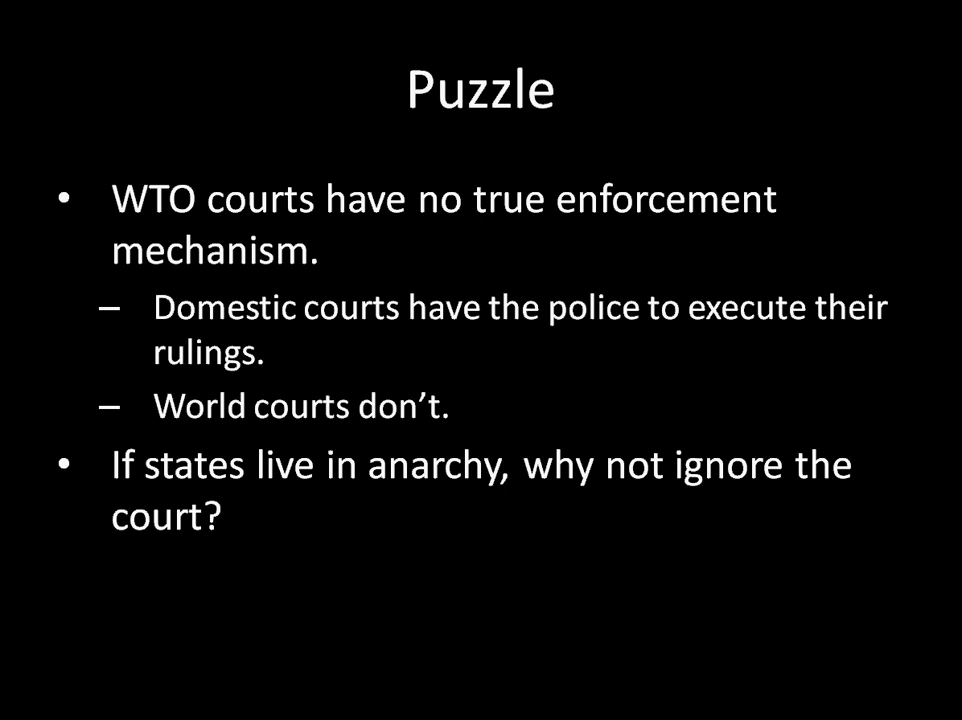 Puzzle
• WTO courts have no true enforcement
mechanism.
– Domestic courts have the police to execute their
rulings.
– World courts don’t.
• If states live in anarchy, why not ignore the
court?